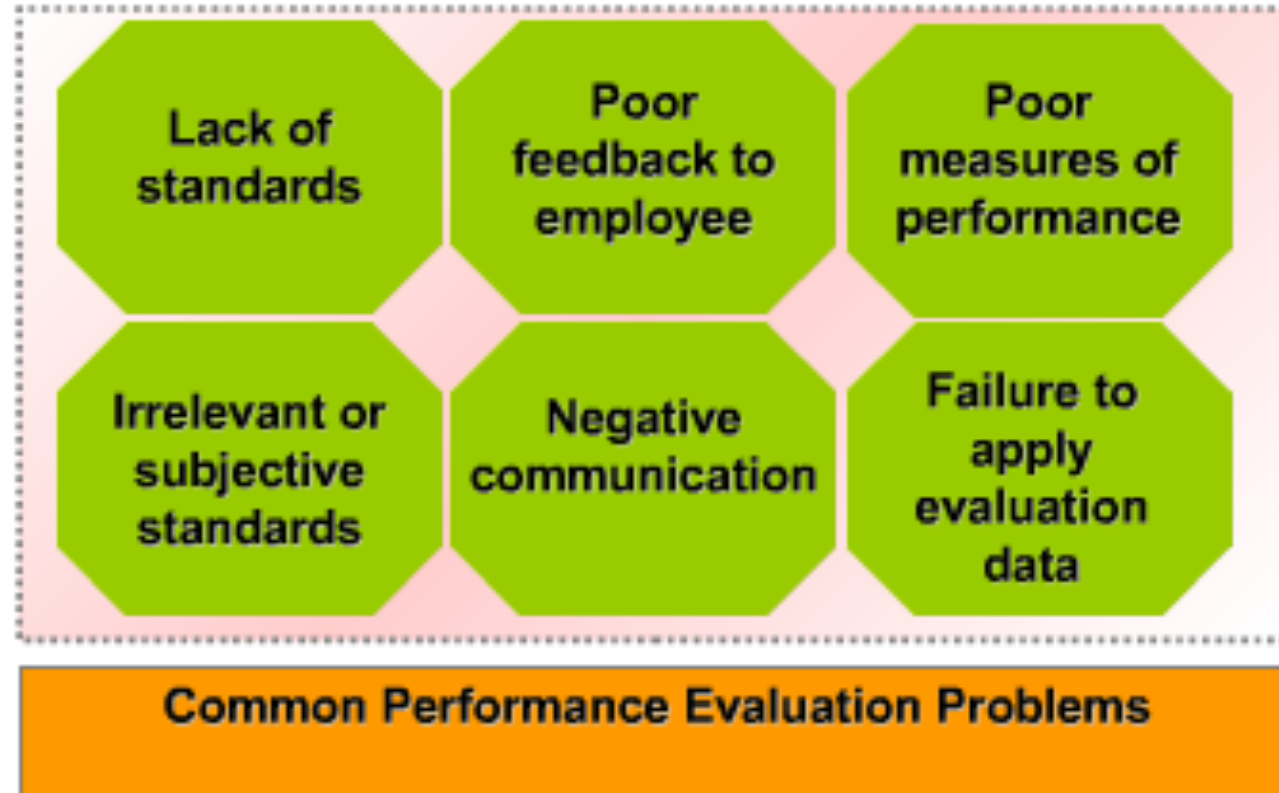 Lack of
standards
Poor
feedback to
employee
Poor
measures of
performance
Irrelevant or
subjective
standards
Negative
communication
Failure to
apply
evaluation
data
Common Performance Evaluation Problems